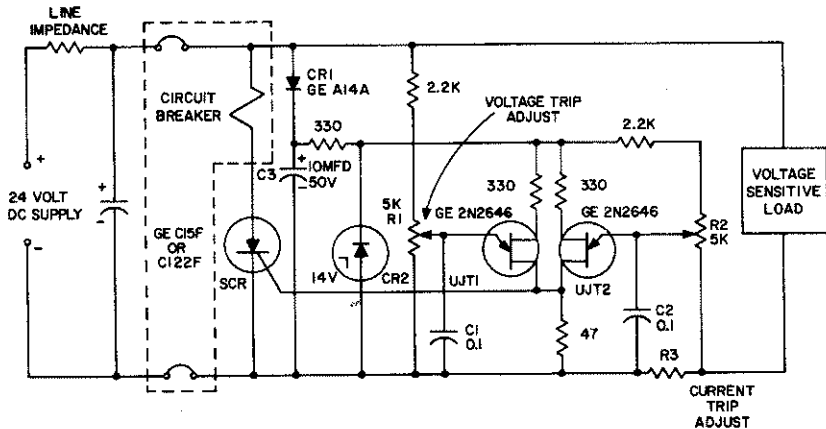 LINE
IMPEDANCE
CR1
GE A14A
2.2K
VOLTAGE TRIP
ADJUST
CIRCUIT
BREAKER
330
2.2K
+
24 VOLT
DC SUPPLY
-
+
-
C3
+
10MFD
50V
-
330
330
VOLTAGE
SENSITIVE
LOAD
5K
R1
GE 2N2646
GE 2N2646
R2
5K
GE C15F
OR
C122F
SCR
14V
CR2
UJT1
UJT2
C1
0.1
47
C2
0.1
R3
CURRENT
TRIP
ADJUST